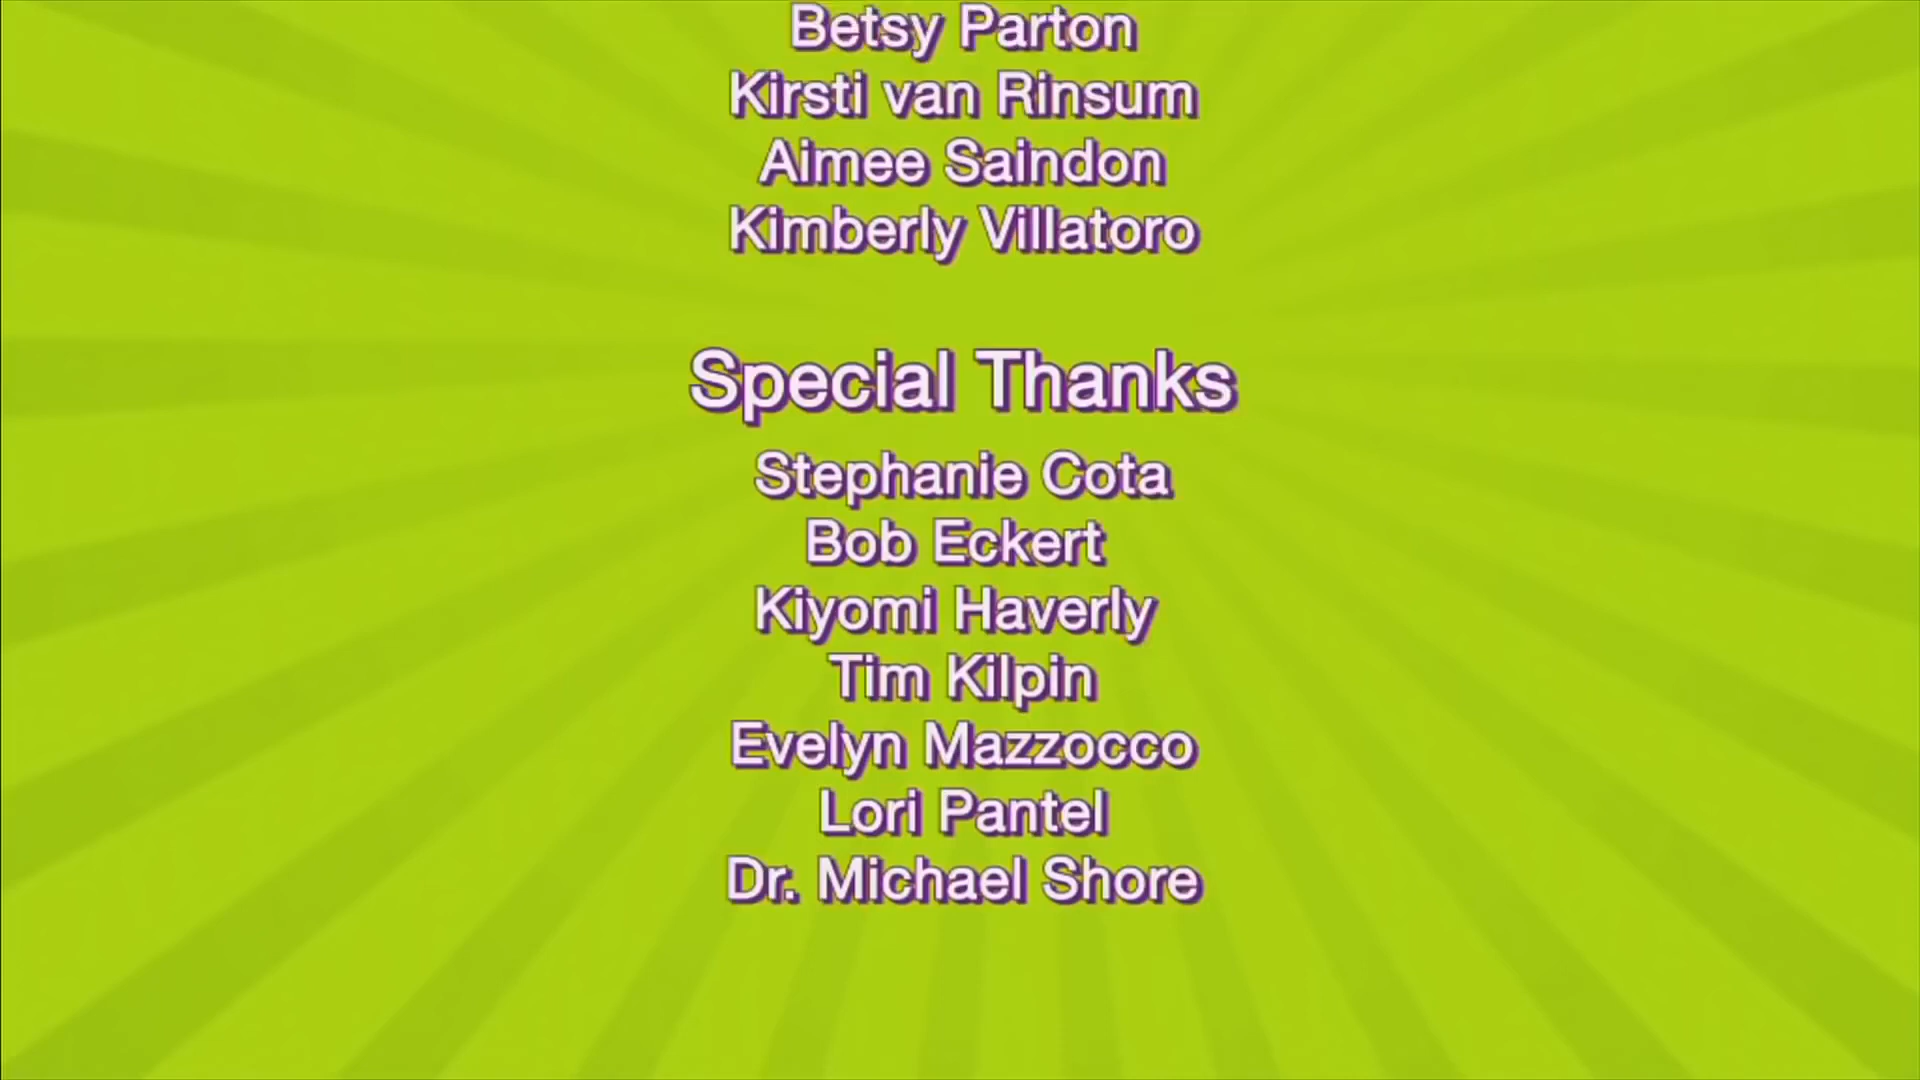 Betsy Parton
Kirsti van Rinsum
Aimee Saindon
Kimberly Villatoro
Special Thanks
Stephanie Cota
Bob Eckert
Kiyomi Haverly
Tim Kilpin
Evelyn Mazzocco
Lori Pantel
Dr. Michael Shore